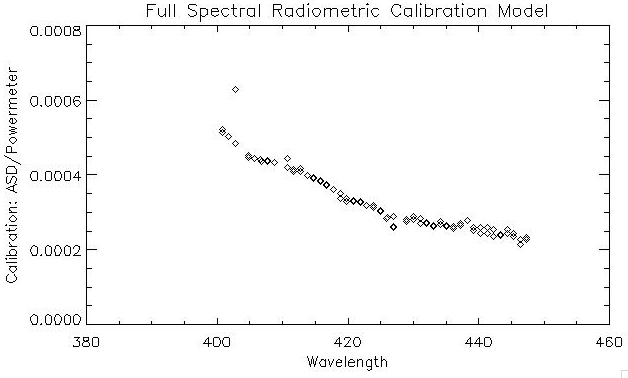 Full Spectral Radiometric Calibration Model
0.0008
0.0006
0.0004
0.0002
0.0000
Calibration: ASD/Powermeter
380 400 420 440 460
Wavelength